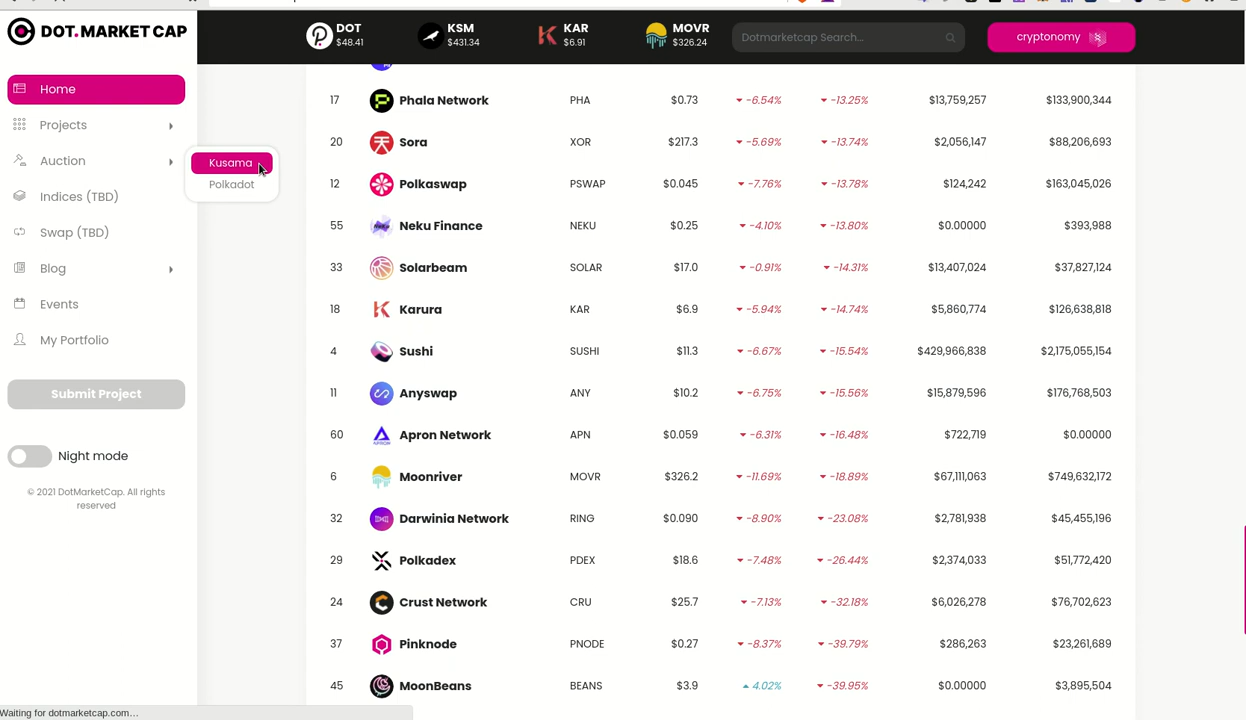 DOT.MARKET CAP
DOT
$48.41
KSM
$431.34
KAR
$6.91
MOVR
$326.24
Dotmarketcap Search...
cryptonomy
Home
Projects
Auction
Kusama
Polkadot
Indices (TBD)
Swap (TBD)
Blog
Events
My Portfolio
Submit Project
Night mode
© 2021 DotMarketCap. All rights
reserved
17 Phala Network PHA $0.73 -6.54% -13.25% $13,759,257 $133,900,344
20 Sora XOR $217.3 -5.69% -13.74% $2,056,147 $88,206,693
12 Polkaswap PSWAP $0.045 -7.76% -13.78% $124,242 $163,045,026
55 Neku Finance NEKU $0.25 -4.10% -13.80% $0.00000 $393,988
33 Solarbeam SOLAR $17.0 -0.91% -14.31% $13,407,024 $37,827,124
18 Karura KAR $6.9 -5.94% -14.74% $5,860,774 $126,638,818
4 Sushi SUSHI $11.3 -6.67% -15.54% $429,966,838 $2,175,055,154
11 Anyswap ANY $10.2 -6.75% -15.56% $15,879,596 $176,768,503
60 Apron Network APN $0.059 -6.31% -16.48% $722,719 $0.00000
6 Moonriver MOVR $326.2 -11.69% -18.89% $67,111,063 $749,632,172
32 Darwinia Network RING $0.090 -8.90% -23.08% $2,781,938 $45,455,196
29 Polkadex PDEX $18.6 -7.48% -26.44% $2,374,033 $51,772,420
24 Crust Network CRU $25.7 -7.13% -32.18% $6,026,278 $76,702,623
37 Pinknode PNODE $0.27 -8.37% -39.79% $286,263 $23,261,689
45 MoonBeans BEANS $3.9 4.02% -39.95% $0.00000 $3,895,504
Waiting for dotmarketcap.com...